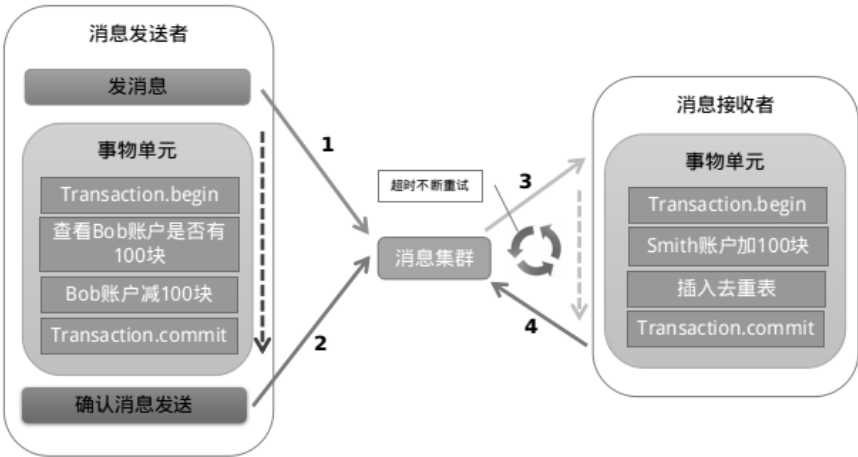 消息发送者
发消息
事物单元
Transaction.begin
查看Bob账户是否有
100块
Bob账户减100块
Transaction.commit
确认消息发送
1
2
超时不断重试
消息集群
3
4
消息接收者
事物单元
Transaction.begin
Smith账户加100块
插入去重表
Transaction.commit